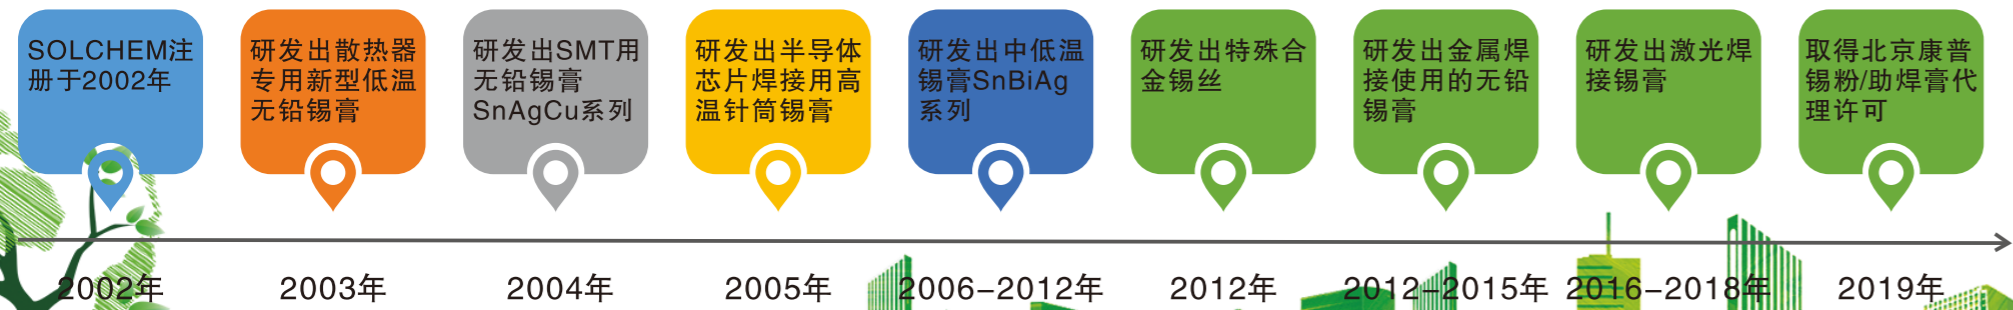 SOLCHEM注
册于2002年
研发出散热器
专用新型低温
无铅锡膏
研发出SMT用
无铅锡膏
SnAgCu系列
研发出半导体
芯片焊接用高
温针筒锡膏
研发出中低温
锡膏SnBiAg
系列
研发出特殊合
金锡丝
研发出金属焊
接使用的无铅
锡膏
研发出激光焊
接锡膏
取得北京康普
锡粉/助焊膏代
理许可
2002年
2003年
2004年
2005年
2006-2012年
2012年
2012-2015年
2016-2018年
2019年